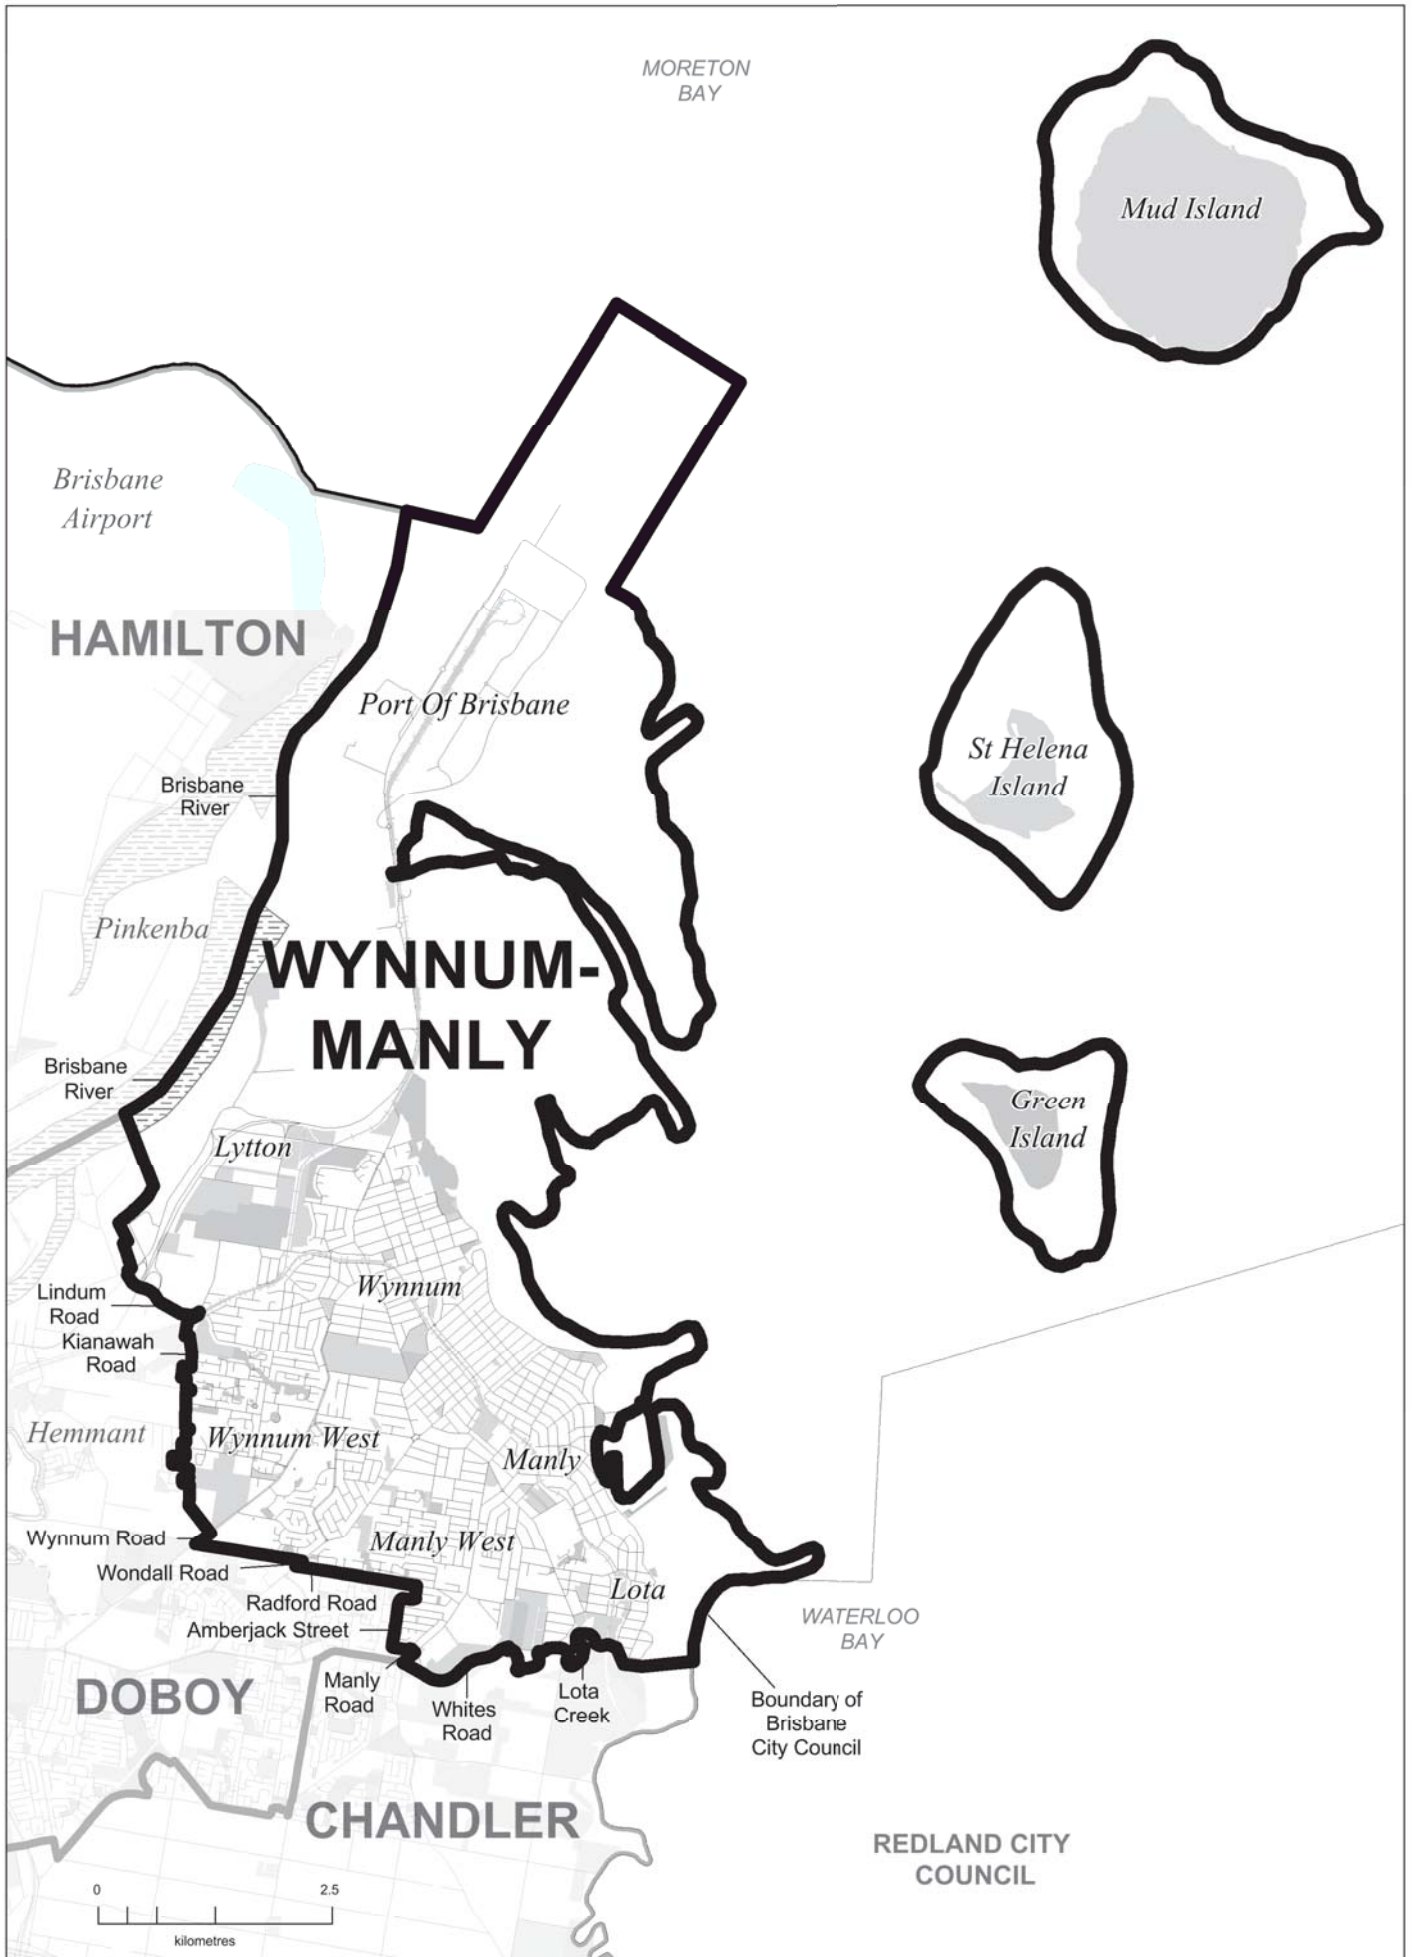 MORETON
BAY
Mud Island
Brisbane
Airport
HAMILTON
Port Of Brisbane
St Helena
Island
Brisbane
River
Pinkenba
WYNNUM-
MANLY
Brisbane
River
Green
Island
Lytton
Wynnum
Lindum
Road
Kianawah
Road
Hemmant
Wynnum West
Manly
Wynnum Road
Manly West
Wondall Road
Radford Road
Lota
Amberjack Street
WATERLOO
BAY
DOBOY
Manly
Road
Whites
Road
Lota
Creek
Boundary of
Brisbane
City Council
CHANDLER
REDLAND CITY
COUNCIL
0 2.5
kilometres